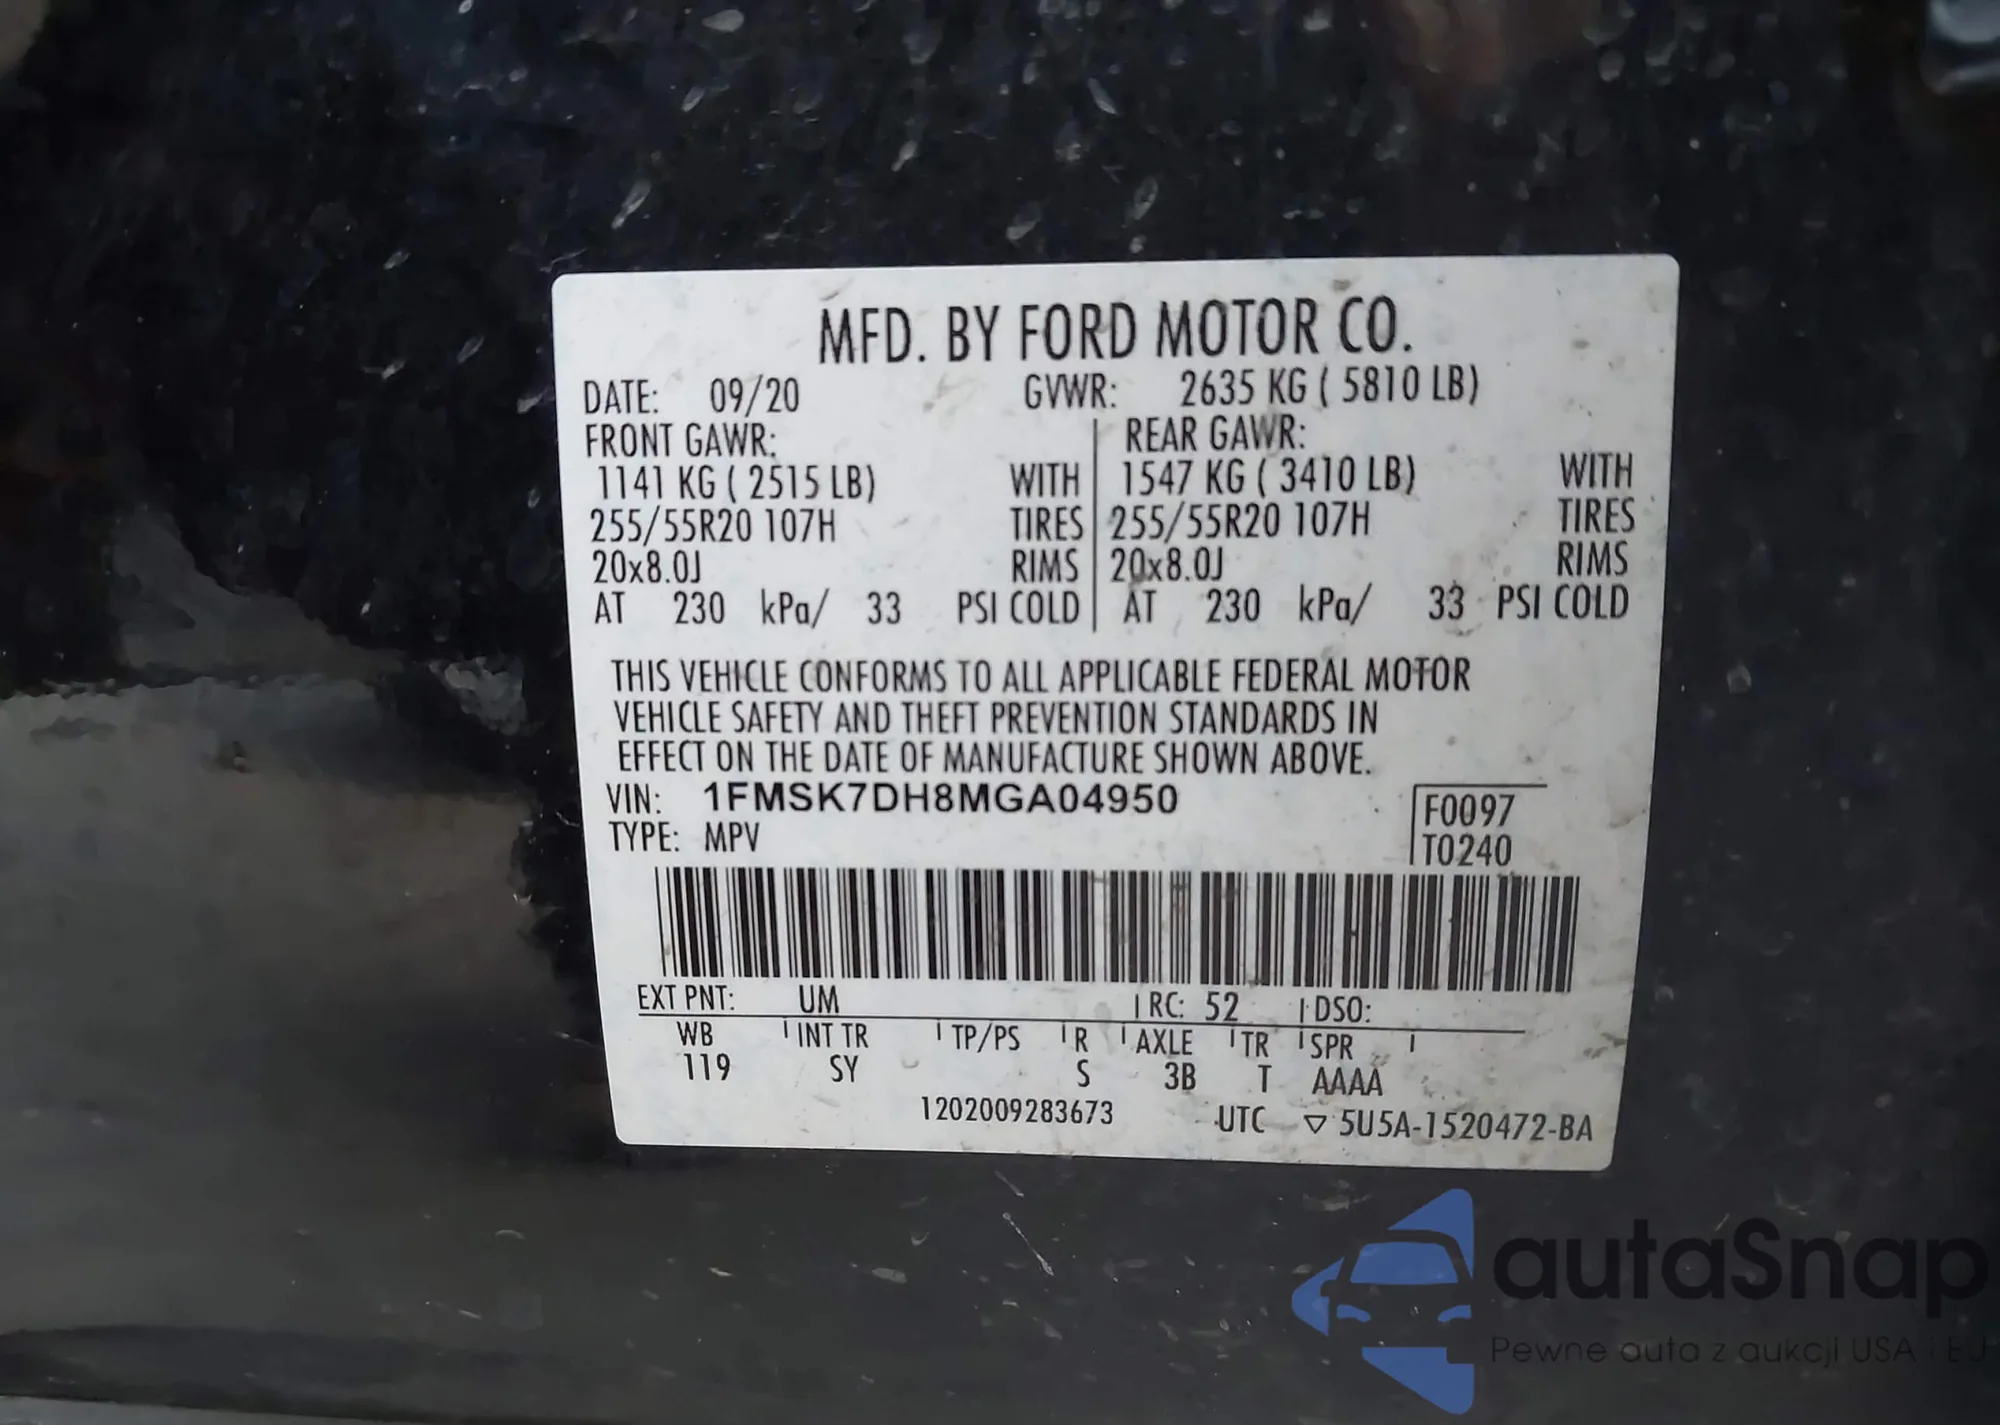 MFD. BY FORD MOTOR CO.
DATE: 09/20 GVWR: 2635 KG ( 5810 LB)
FRONT GAWR: REAR GAWR:
1141 KG ( 2515 LB) WITH 1547 KG ( 3410 LB) WITH
255/55R20 107H TIRES 255/55R20 107H TIRES
20x8.0J RIMS 20x8.0J RIMS
AT 230 kPa/ 33 PSI COLD AT 230 kPa/ 33 PSI COLD
THIS VEHICLE CONFORMS TO ALL APPLICABLE FEDERAL MOTOR
VEHICLE SAFETY AND THEFT PREVENTION STANDARDS IN
EFFECT ON THE DATE OF MANUFACTURE SHOWN ABOVE.
VIN: 1FMSK7DH8MGA04950 F0097
TYPE: MPV T0240
EXT PNT: UM RC: 52 DSO:
WB INT TR TP/PS R AXLE TR SPR
119 SY S 3B T AAAA
1202009283673 UTC ▽ 5U5A-1520472-BA
autaSnap
Pewne auta z aukcji USA i EU